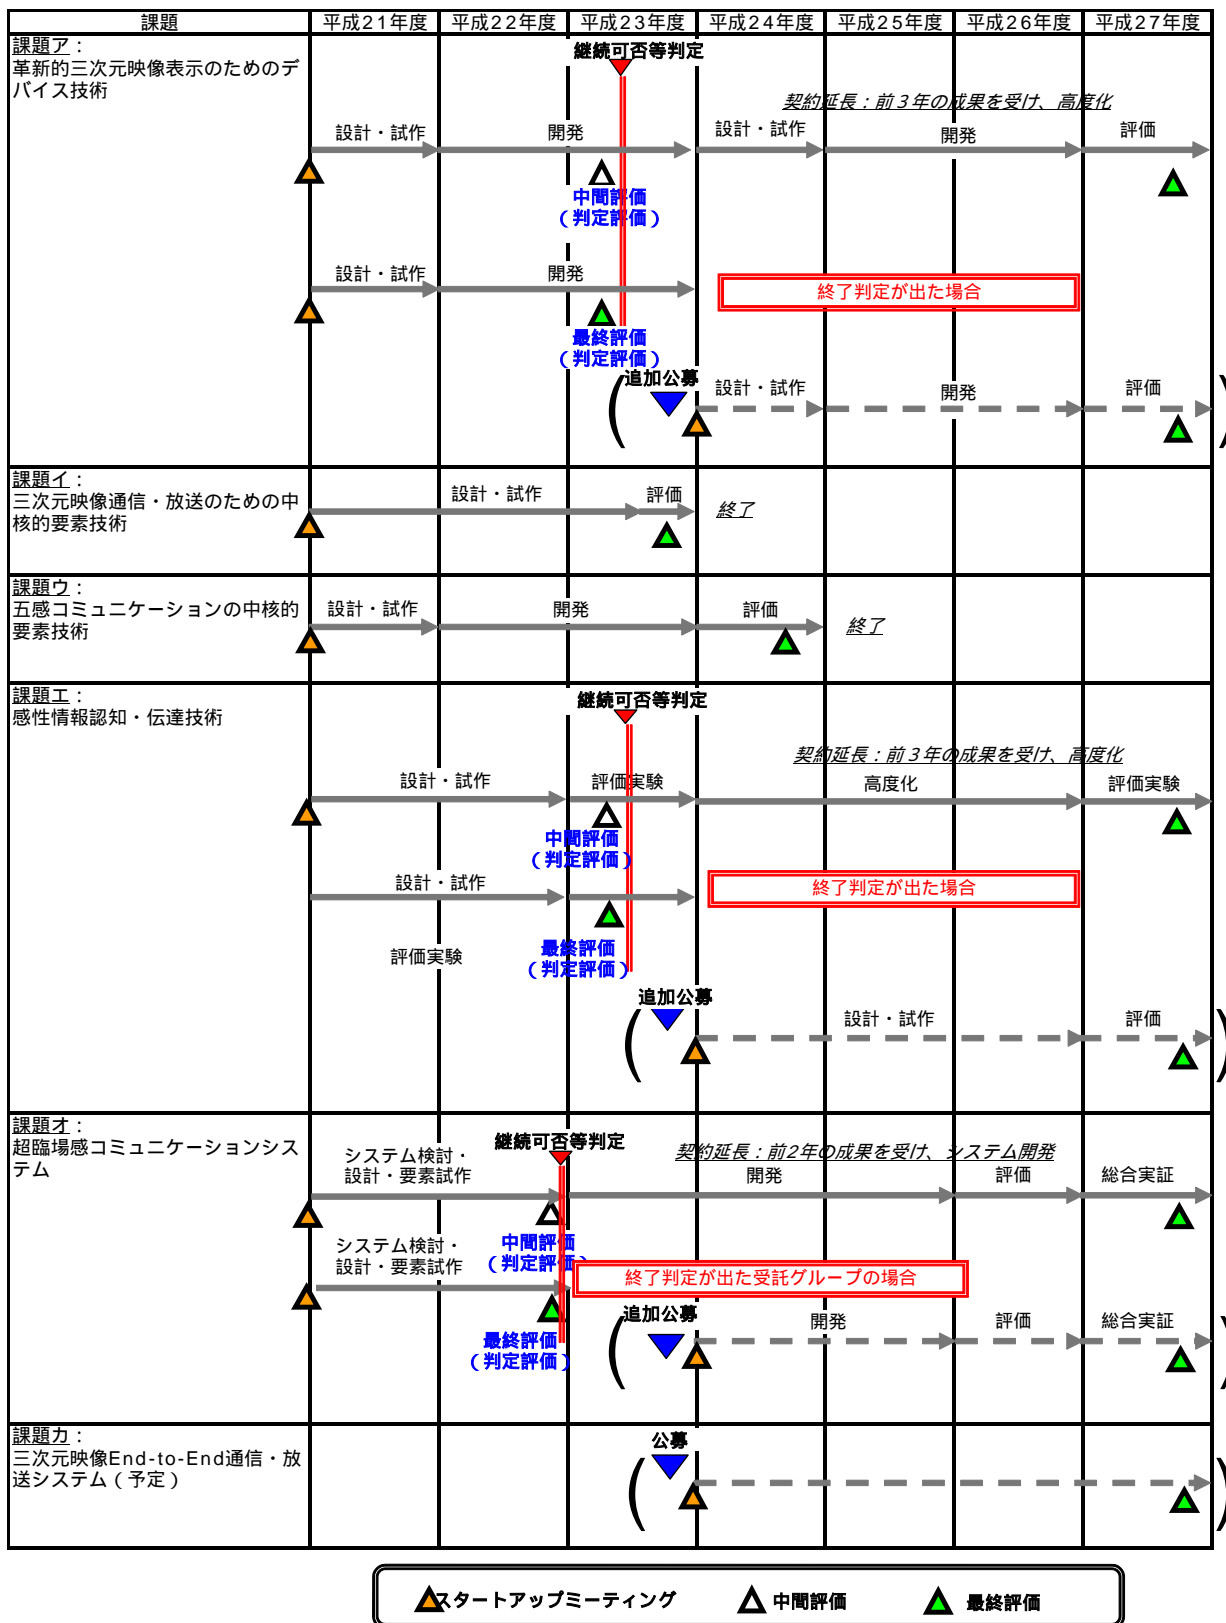 課題 平成21年度 平成22年度 平成23年度 平成24年度 平成25年度 平成26年度 平成27年度
課題ア：
革新的三次元映像表示のためのデ
バイス技術
継続可否等判定
契約延長：前３年の成果を受け、高度化
設計・試作 開発 設計・試作 開発 評価
中間評価
（判定評価）
設計・試作 開発
終了判定が出た場合
最終評価
（判定評価）
追加公募
設計・試作 開発 評価
課題イ：
三次元映像通信・放送のための中
核的要素技術
設計・試作 評価
終了
課題ウ：
五感コミュニケーションの中核的
要素技術
設計・試作 開発 評価
終了
課題エ：
感性情報認知・伝達技術
継続可否等判定
契約延長：前３年の成果を受け、高度化
設計・試作 評価実験 高度化 評価実験
中間評価
（判定評価）
設計・試作
終了判定が出た場合
評価実験
最終評価
（判定評価）
追加公募
設計・試作 評価
課題オ：
超臨場感コミュニケーションシス
テム
継続可否等判定
契約延長：前2年の成果を受け、システム開発
システム検討・
設計・要素試作
開発 評価 総合実証
中間評価
（判定評価）
システム検討・
設計・要素試作
終了判定が出た受託グループの場合
最終評価
（判定評価）
追加公募
開発 評価 総合実証
課題カ：
三次元映像End-to-End通信・放
送システム（予定）
公募
スタートアップミーティング 中間評価 最終評価